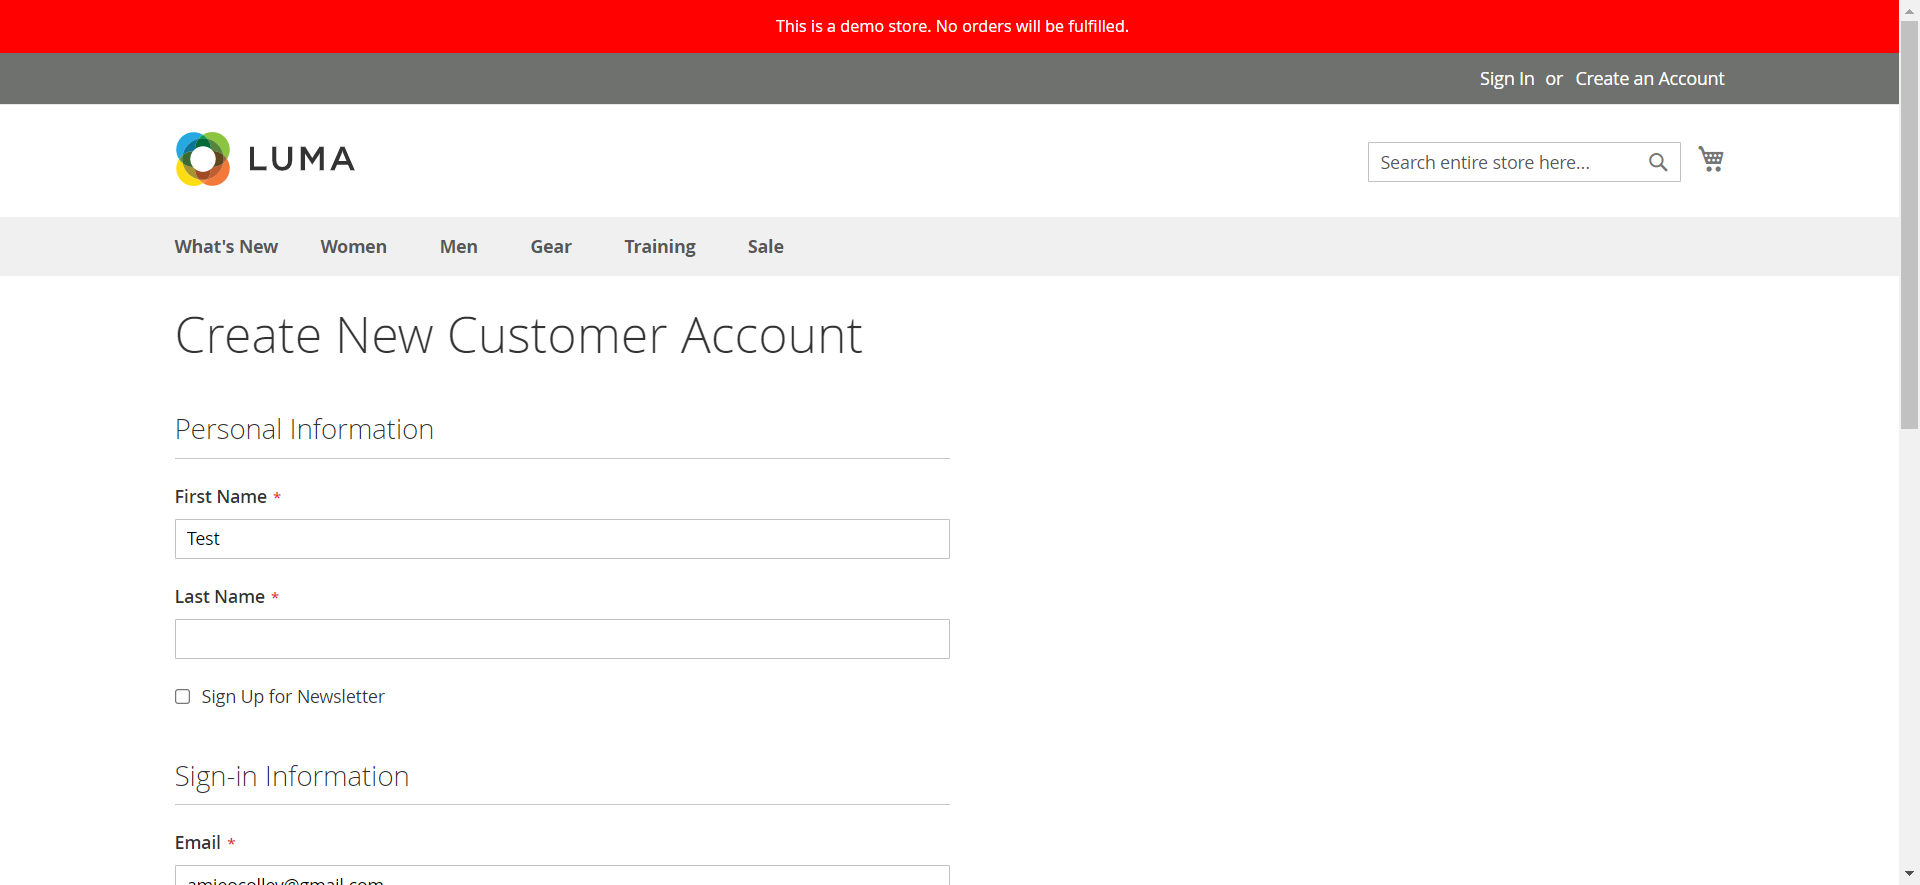 This is a demo store. No orders will be fulfilled.
Sign In or Create an Account
LUMA
Search entire store here...
What's New Women Men Gear Training Sale
Create New Customer Account
Personal Information
First Name *
Test
Last Name *
Sign Up for Newsletter
Sign-in Information
Email *